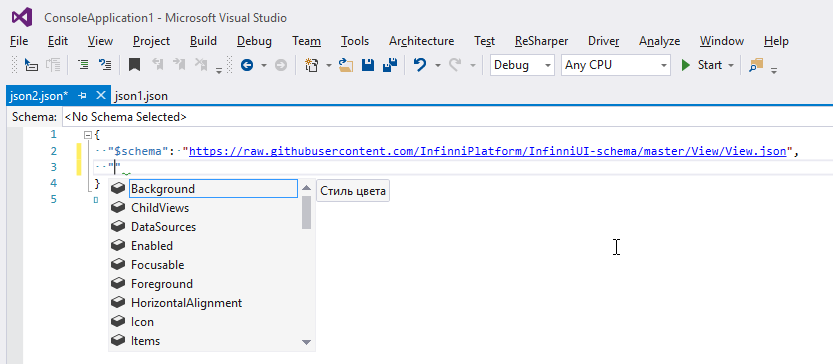 ConsoleApplication1 - Microsoft Visual Studio
File Edit View Project Build Debug Team Tools Architecture Test ReSharper Driver Analyze Window Help
Debug Any CPU Start
json2.json* json1.json
Schema: <No Schema Selected>
1 {
2 "$schema": "https://raw.githubusercontent.com/InfinniPlatform/InfinniUI-schema/master/View/View.json",
3 ""
4 }
5
Background Стиль цвета
ChildViews
DataSources
Enabled
Focusable
Foreground
HorizontalAlignment
Icon
Items